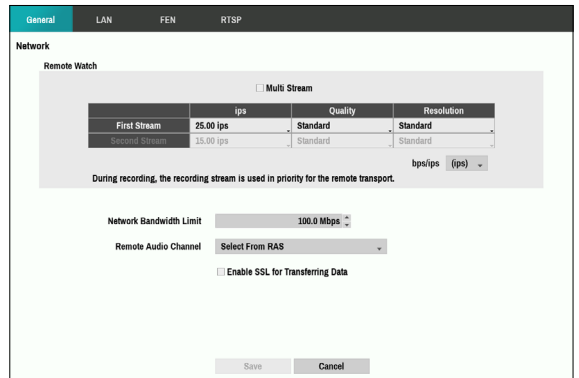 General LAN FEN RTSP
Network
Remote Watch
Multi Stream
ips Quality Resolution
First Stream 25.00 ips Standard Standard
Second Stream 15.00 ips Standard Standard
bps/ips (ips)
During recording, the recording stream is used in priority for the remote transport.
Network Bandwidth Limit 100.0 Mbps
Remote Audio Channel Select From RAS
Enable SSL for Transferring Data
Save Cancel